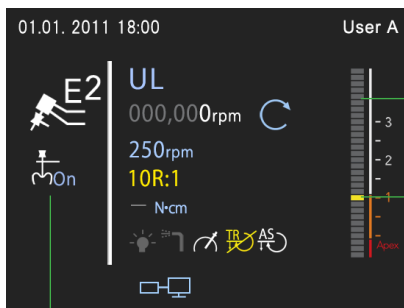 01.01. 2011 18:00 User A
E2
UL
000,000rpm
On
250rpm
10R:1
— N•cm
TR AS
3
2
1
Apex